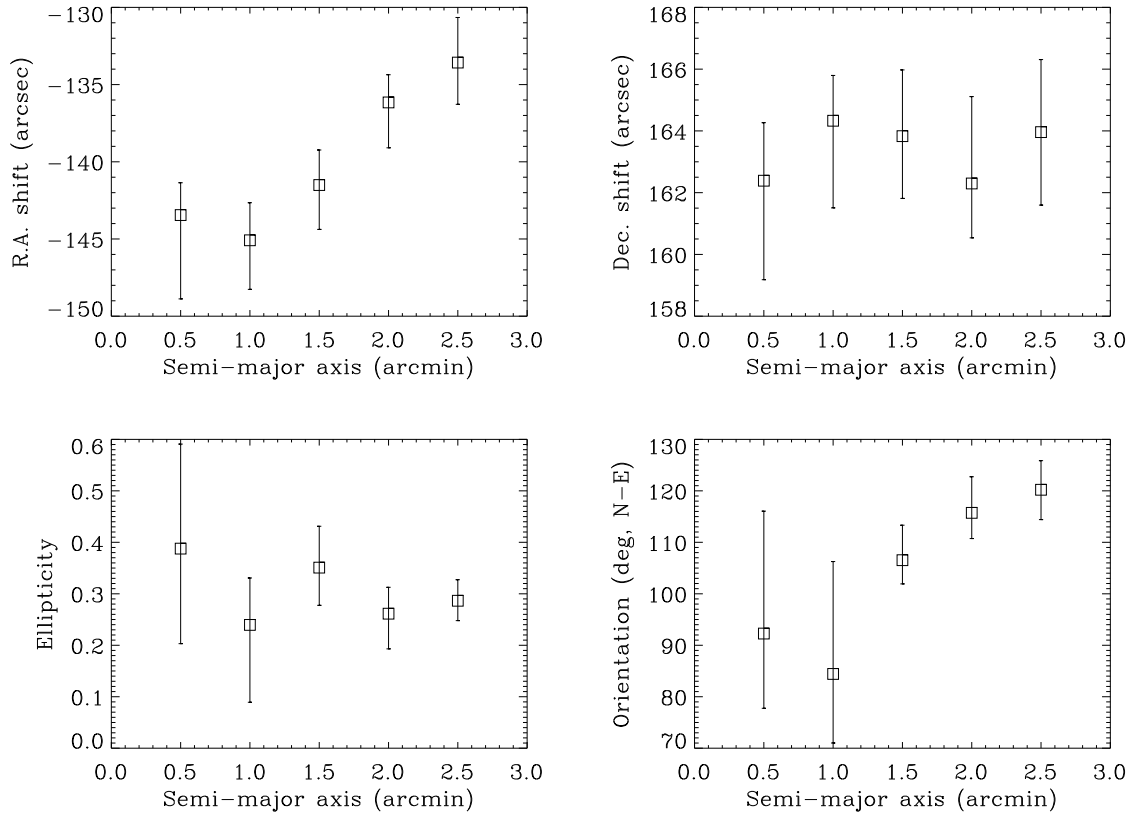 R.A. shift (arcsec)
−130
−135
−140
−145
−150
0.0 0.5 1.0 1.5 2.0 2.5 3.0
Semi−major axis (arcmin)
Dec. shift (arcsec)
168
166
164
162
160
158
0.0 0.5 1.0 1.5 2.0 2.5 3.0
Semi−major axis (arcmin)
Ellipticity
0.6
0.5
0.4
0.3
0.2
0.1
0.0
0.0 0.5 1.0 1.5 2.0 2.5 3.0
Semi−major axis (arcmin)
Orientation (deg, N−E)
130
120
110
100
90
80
70
0.0 0.5 1.0 1.5 2.0 2.5 3.0
Semi−major axis (arcmin)